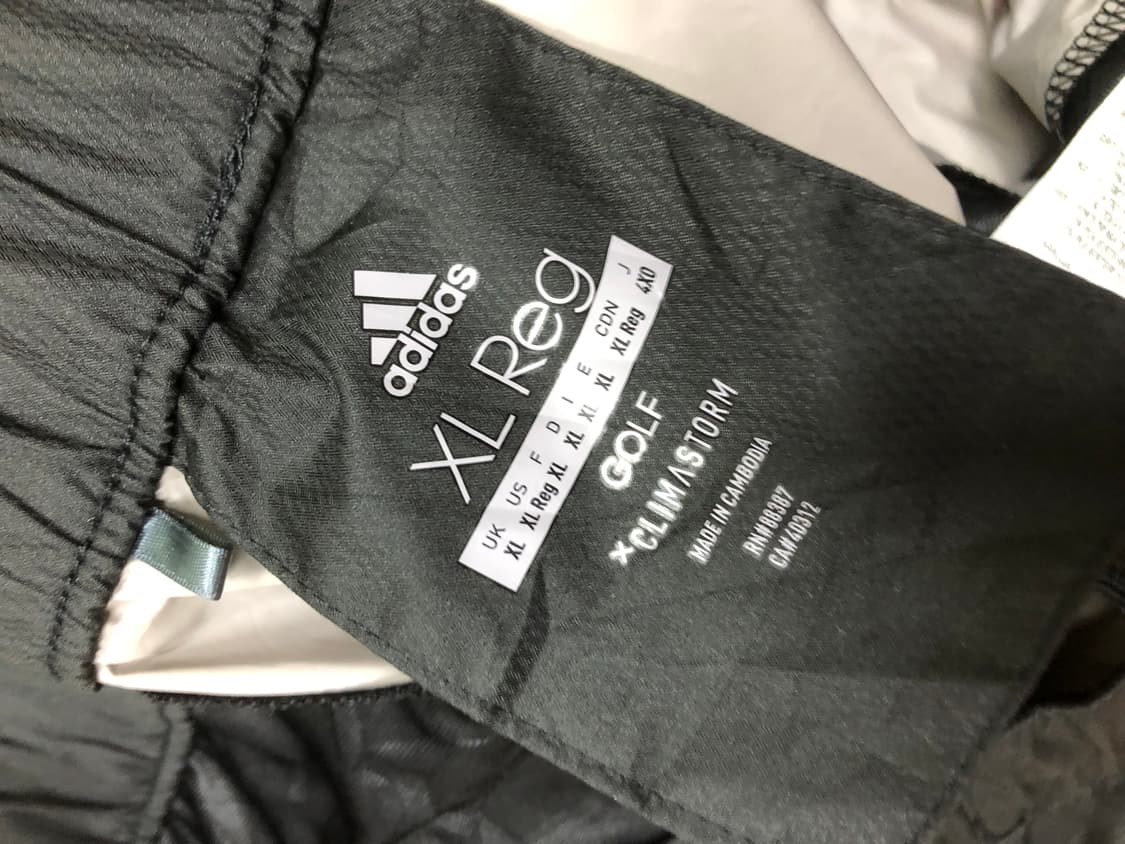 adidas
XL Reg
UK US F D I E CDN J
XL XL Reg XL XL XL XL XL Reg 4XO
GOLF
CLIMASTORM
MADE IN CAMBODIA
RN#88387
CA#40312